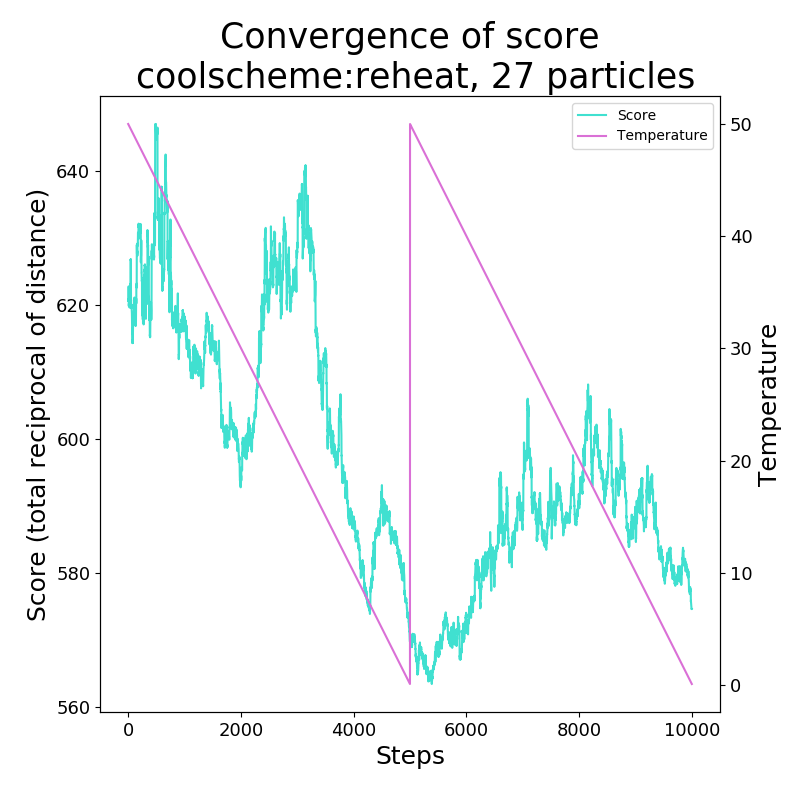 Convergence of score
coolscheme:reheat, 27 particles
Score
Temperature
Score (total reciprocal of distance)
640
620
600
580
560
50
40
30
20
10
0
Temperature
0 2000 4000 6000 8000 10000
Steps